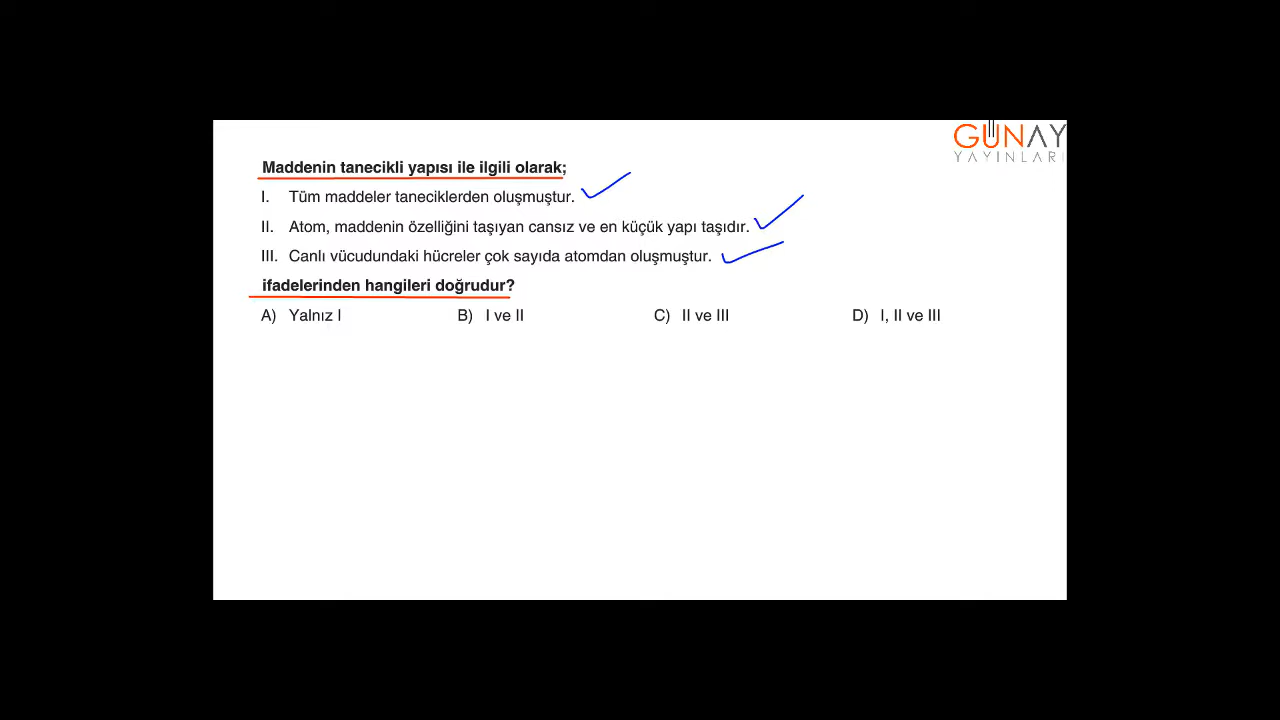 GÜNAY
YAYINLARI
Maddenin tanecikli yapısı ile ilgili olarak;
I. Tüm maddeler taneciklerden oluşmuştur.
II. Atom, maddenin özelliğini taşıyan cansız ve en küçük yapı taşıdır.
III. Canlı vücudundaki hücreler çok sayıda atomdan oluşmuştur.
ifadelerinden hangileri doğrudur?
A) Yalnız I B) I ve II C) II ve III D) I, II ve III